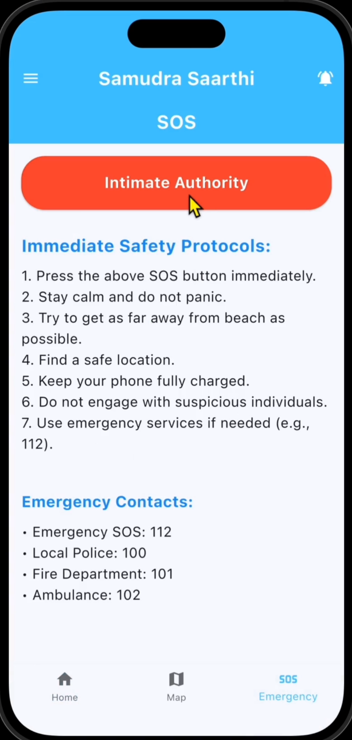 Samudra Saarthi
SOS
Intimate Authority
Immediate Safety Protocols:
1. Press the above SOS button immediately.
2. Stay calm and do not panic.
3. Try to get as far away from beach as
possible.
4. Find a safe location.
5. Keep your phone fully charged.
6. Do not engage with suspicious individuals.
7. Use emergency services if needed (e.g.,
112).
Emergency Contacts:
• Emergency SOS: 112
• Local Police: 100
• Fire Department: 101
• Ambulance: 102
SOS
Home Map Emergency